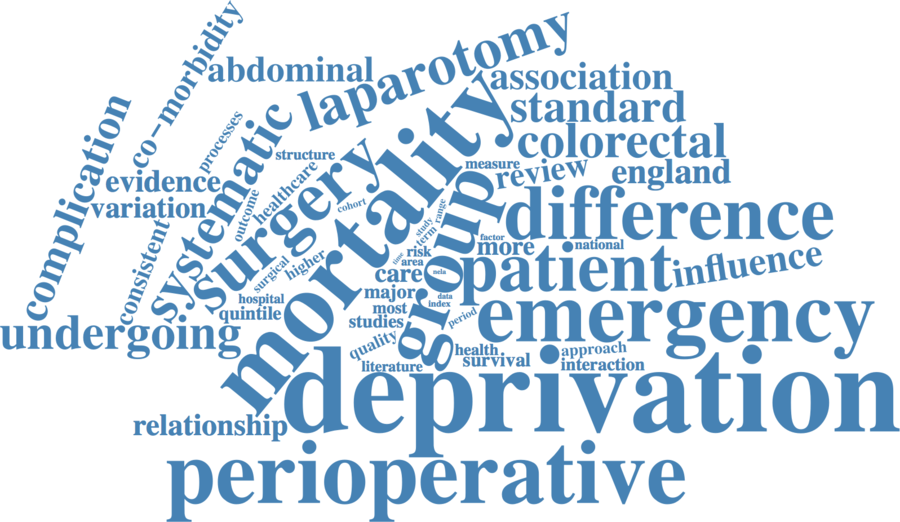 co-morbidity
abdominal
laparotomy
association
complication
processes
systematic
standard
colorectal
structure
surgery
mortality
measure
review
england
evidence
healthcare
variation
outcome
cohort
group
difference
consistent
study
term
range
factor
more
national
surgical
higher
time
risk
area
care
nela
patient
influence
hospital
major
data
index
quintile
most
studies
period
emergency
undergoing
quality
health
survival
approach
interaction
literature
deprivation
relationship
perioperative